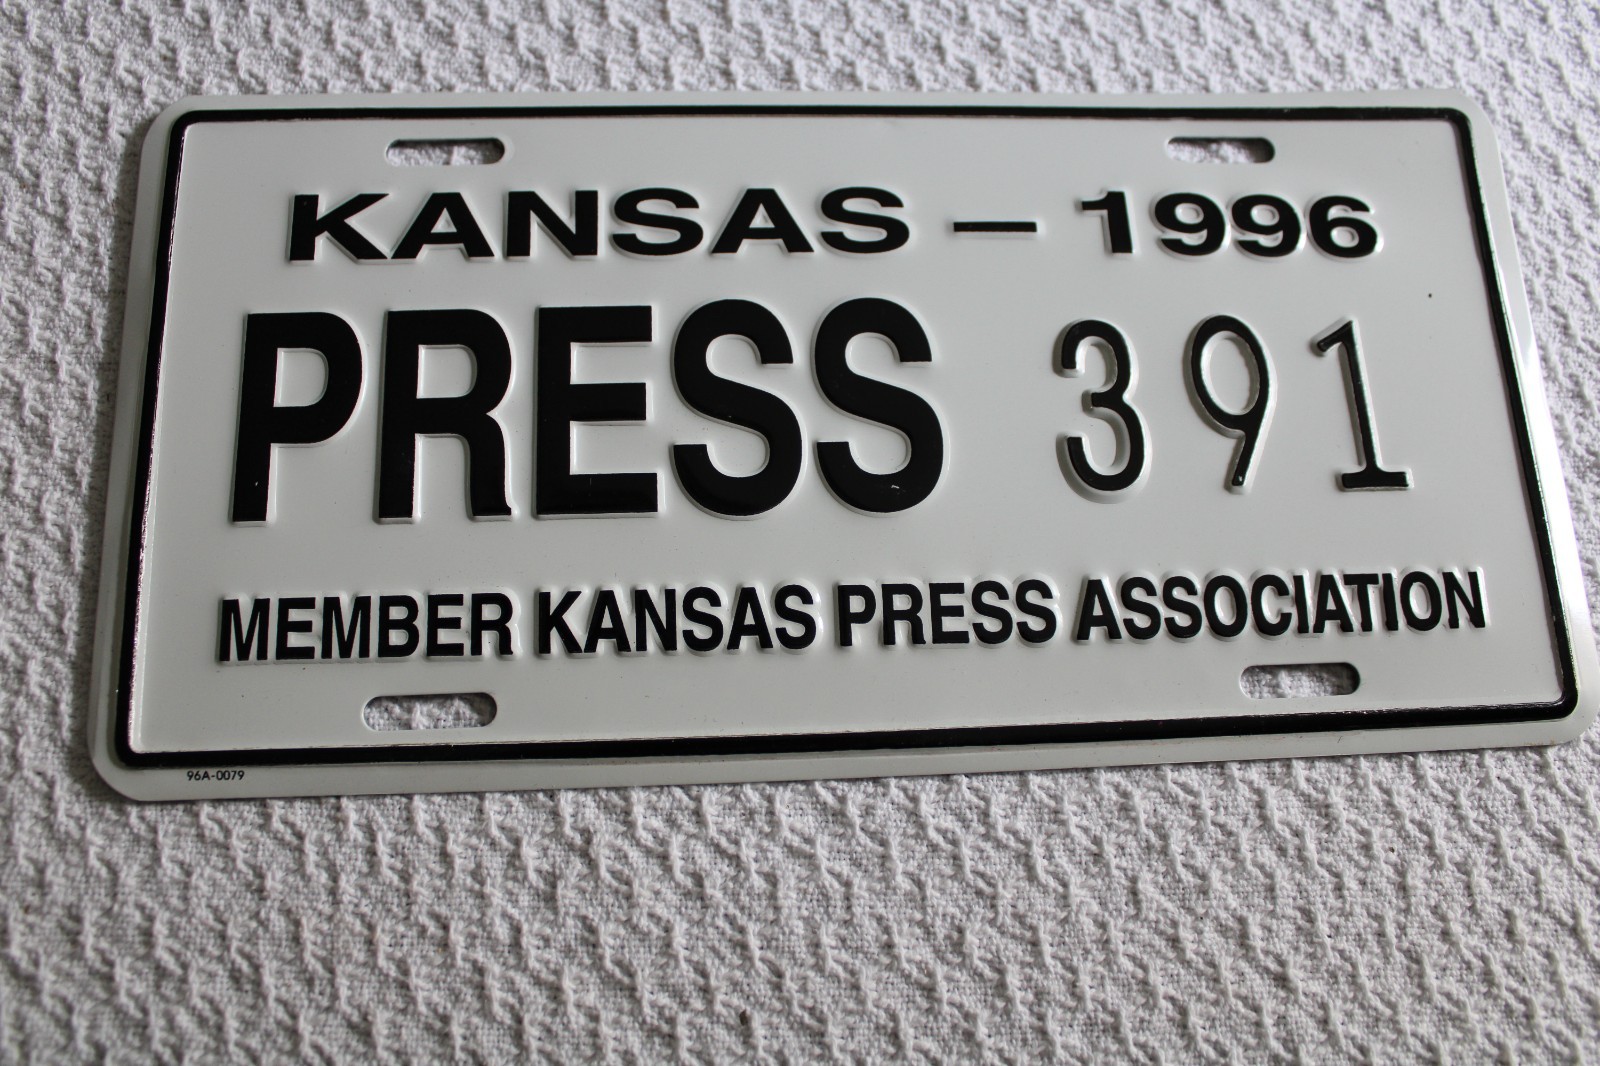 KANSAS – 1996
PRESS 391
MEMBER KANSAS PRESS ASSOCIATION
96A-0079